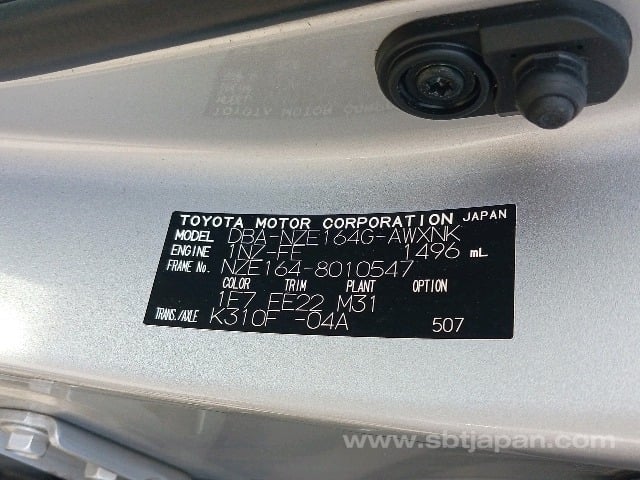 TOYOTA MOTOR CORPORATION JAPAN
MODEL DBA-NZE164G-AWXNK
ENGINE 1NZ-FE 1496 mL
FRAME No. NZE164-8010547
COLOR TRIM PLANT OPTION
1F7 EE22 M31
TRANS./AXLE K310F -04A 507
www.sbtjapan.com